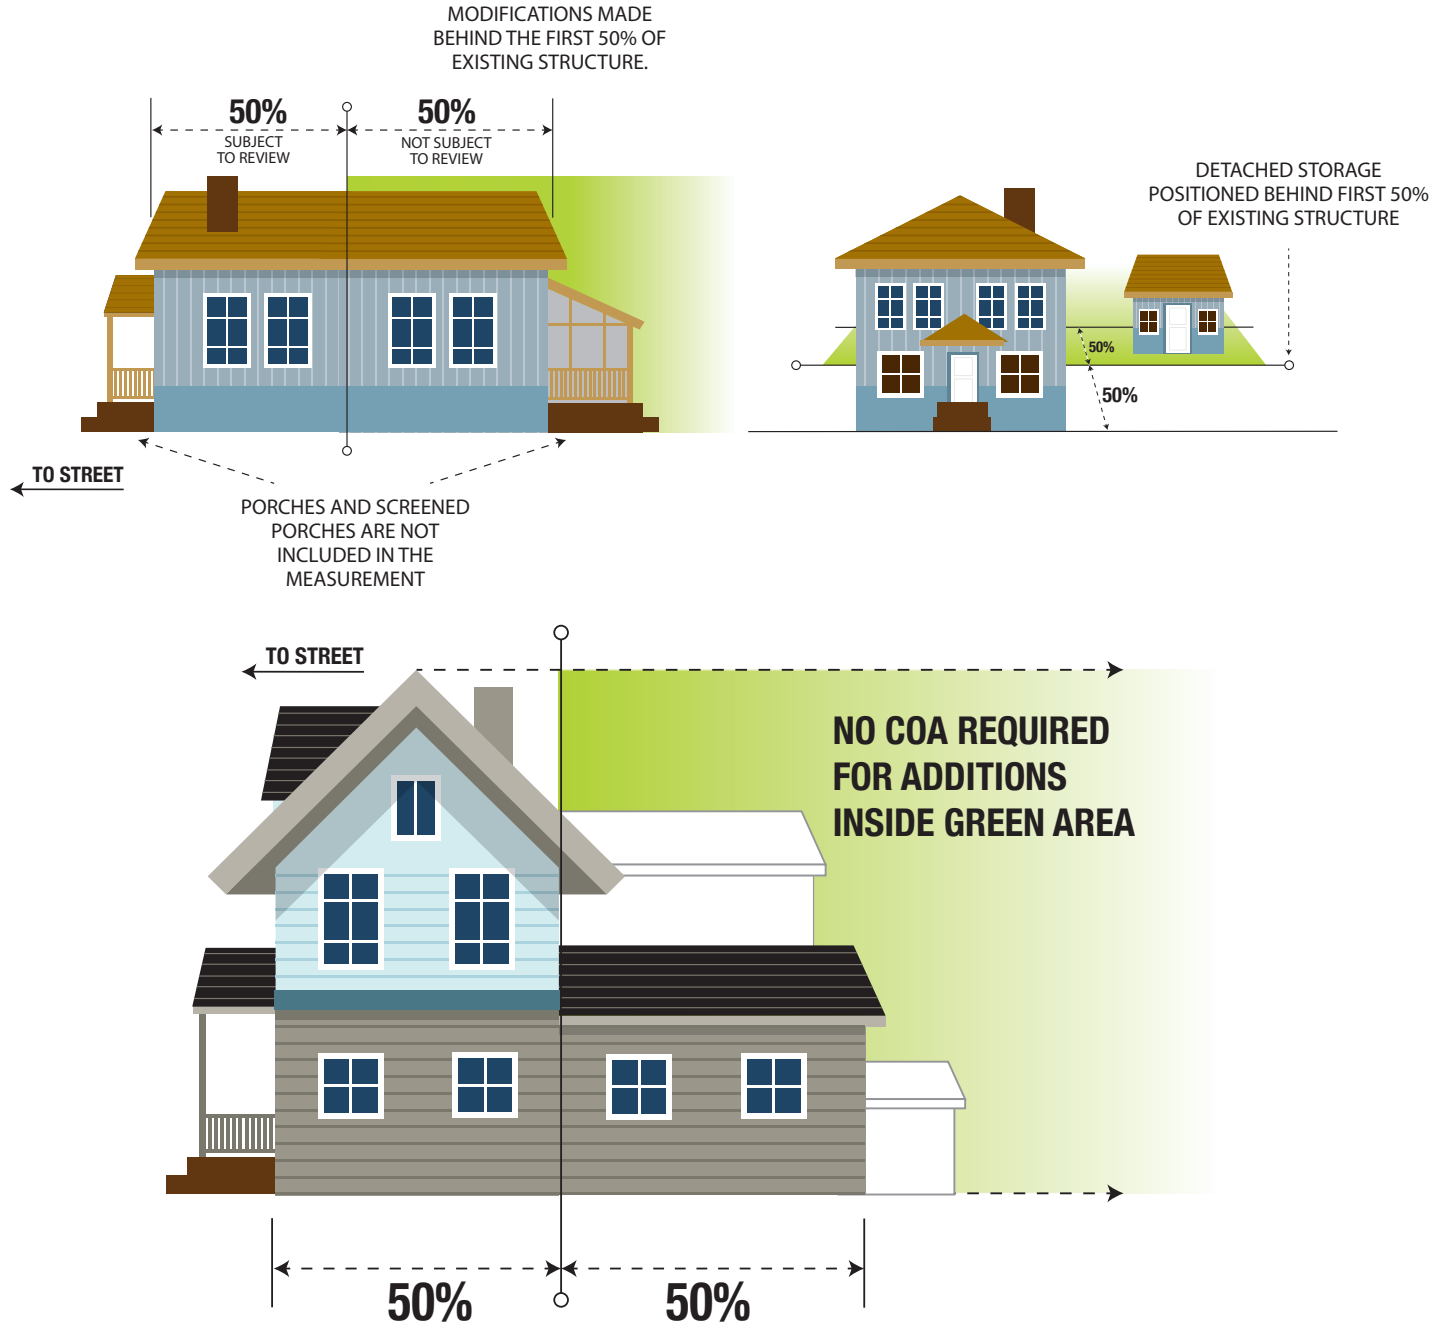 MODIFICATIONS MADE
BEHIND THE FIRST 50% OF
EXISTING STRUCTURE.
50%
SUBJECT
TO REVIEW
50%
NOT SUBJECT
TO REVIEW
TO STREET
PORCHES AND SCREENED
PORCHES ARE NOT
INCLUDED IN THE
MEASUREMENT
DETACHED STORAGE
POSITIONED BEHIND FIRST 50%
OF EXISTING STRUCTURE
50%
50%
TO STREET
NO COA REQUIRED
FOR ADDITIONS
INSIDE GREEN AREA
50%
50%